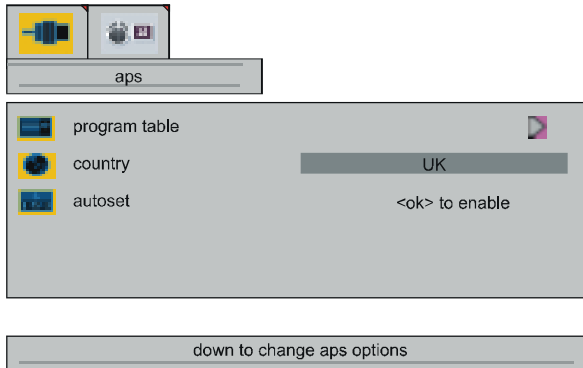 aps
program table
country UK
autoset <ok> to enable
down to change aps options